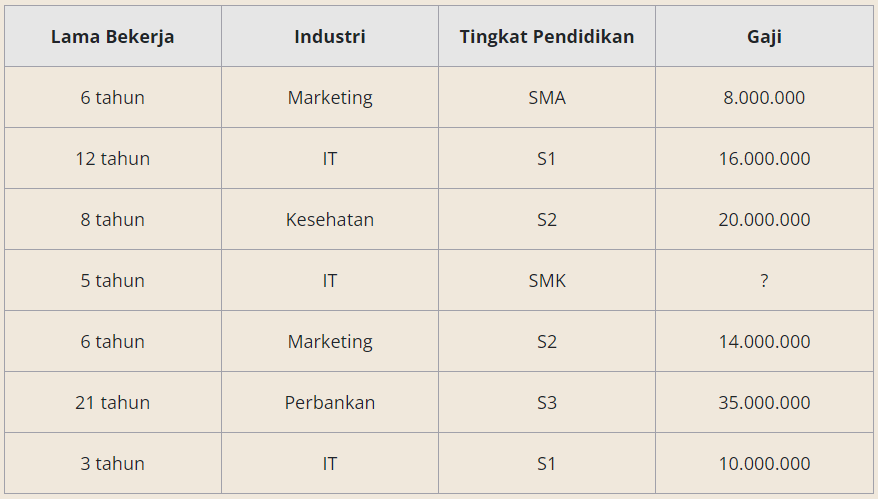 Lama Bekerja Industri Tingkat Pendidikan Gaji
6 tahun Marketing SMA 8.000.000
12 tahun IT S1 16.000.000
8 tahun Kesehatan S2 20.000.000
5 tahun IT SMK ?
6 tahun Marketing S2 14.000.000
21 tahun Perbankan S3 35.000.000
3 tahun IT S1 10.000.000